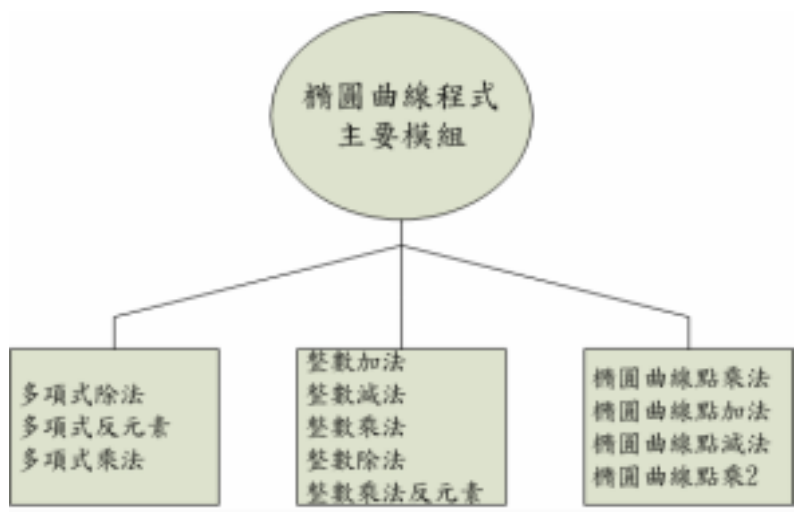 橢圓曲線程式
主要模組
多項式除法
多項式反元素
多項式乘法
整數加法
整數減法
整數乘法
整數除法
整數乘法反元素
橢圓曲線點乘法
橢圓曲線點加法
橢圓曲線點減法
橢圓曲線點乘2